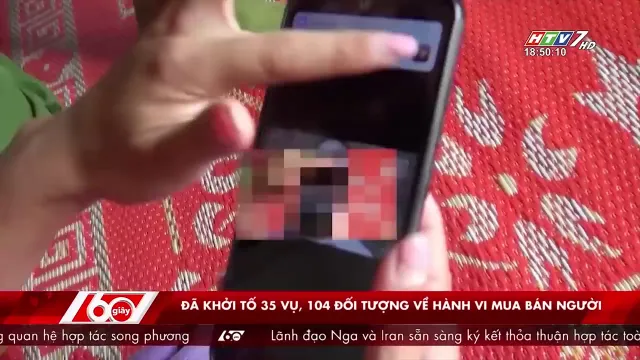 HTV7 HD
18:50:10
60 giây
ĐÃ KHỞI TỐ 35 VỤ, 104 ĐỐI TƯỢNG VỀ HÀNH VI MUA BÁN NGƯỜI
g quan hệ hợp tác song phương 60 Lãnh đạo Nga và Iran sẵn sàng ký kết thỏa thuận hợp tác toà